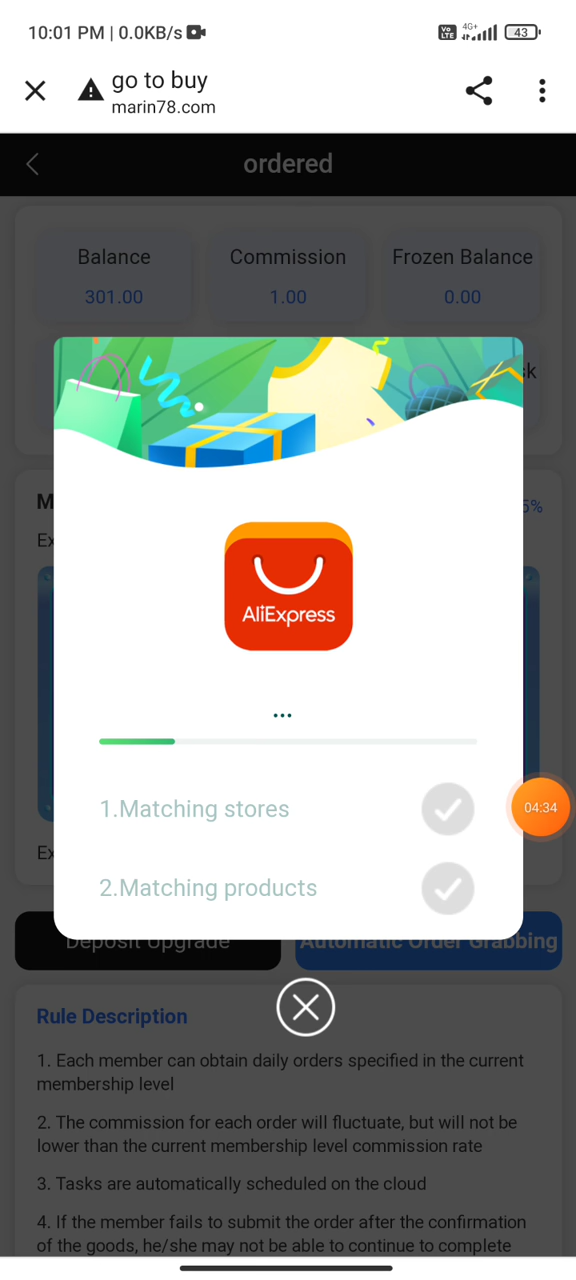 10:01 PM | 0.0KB/s
Vo LTE 4G+ 43
go to buy
marin78.com
ordered
Balance Commission Frozen Balance
301.00 1.00 0.00
AliExpress
...
1.Matching stores
04:34
2.Matching products
Deposit Upgrade Automatic Order Grabbing
Rule Description
1. Each member can obtain daily orders specified in the current
membership level
2. The commission for each order will fluctuate, but will not be
lower than the current membership level commission rate
3. Tasks are automatically scheduled on the cloud
4. If the member fails to submit the order after the confirmation
of the goods, he/she may not be able to continue to complete